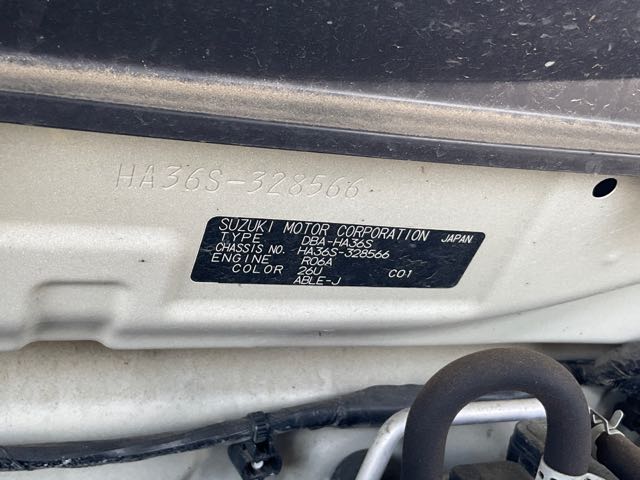 HA36S-328566
SUZUKI MOTOR CORPORATION JAPAN
TYPE DBA-HA36S
CHASSIS NO. HA36S-328566
ENGINE R06A
COLOR 26U C01
ABLE-J